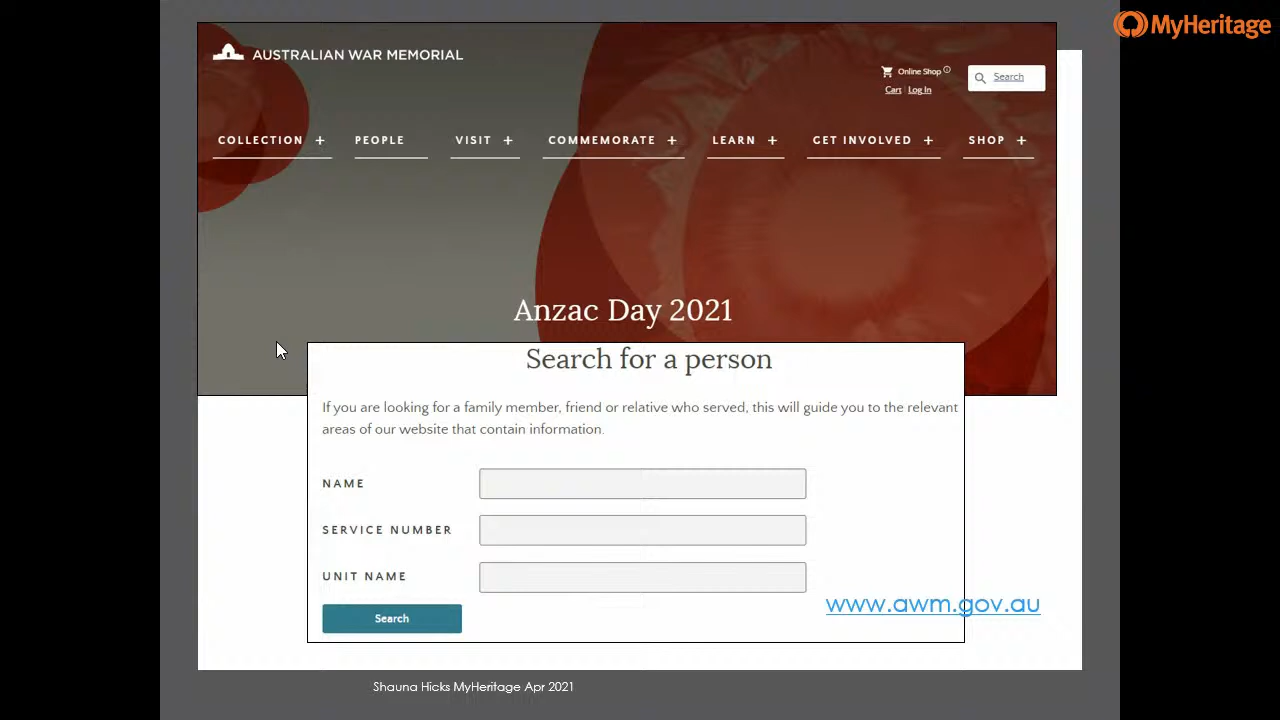 MyHeritage
AUSTRALIAN WAR MEMORIAL
Online Shop
Cart | Log In
Search
COLLECTION + PEOPLE VISIT + COMMEMORATE + LEARN + GET INVOLVED + SHOP +
Anzac Day 2021
Search for a person
If you are looking for a family member, friend or relative who served, this will guide you to the relevant
areas of our website that contain information.
NAME
SERVICE NUMBER
UNIT NAME
www.awm.gov.au
Search
Shauna Hicks MyHeritage Apr 2021